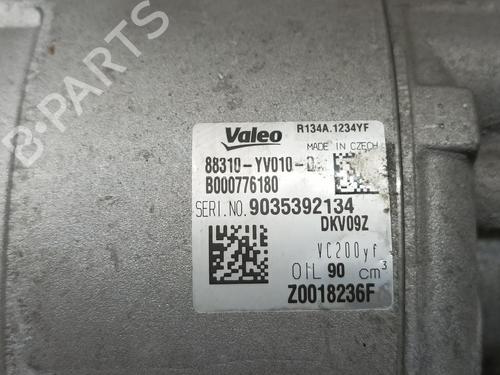 Valeo
R134A.1234YF
MADE IN CZECH
88310-YV010-
B000776180
SERI.NO.9035392134
DKV09Z
VC200yf
OIL 90 cm³
Z0018236F
B-PARTS